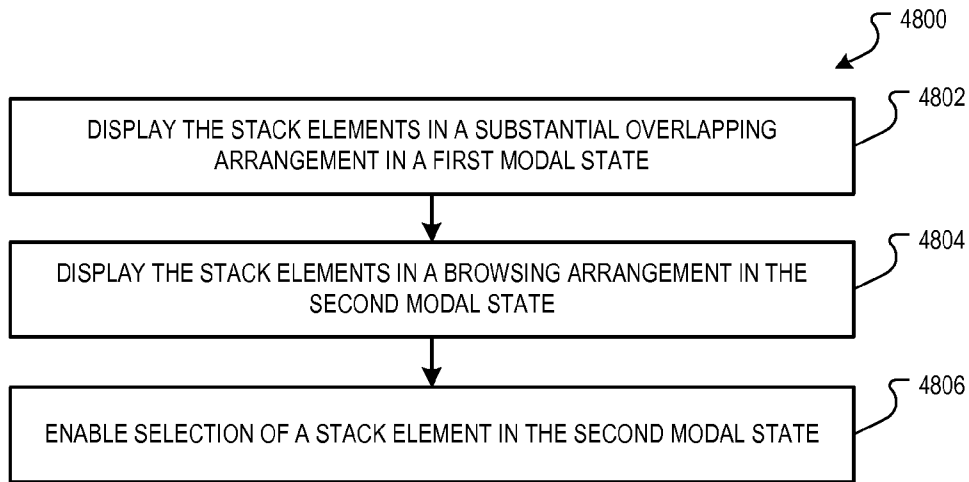 4800
4802
DISPLAY THE STACK ELEMENTS IN A SUBSTANTIAL OVERLAPPING
ARRANGEMENT IN A FIRST MODAL STATE
4804
DISPLAY THE STACK ELEMENTS IN A BROWSING ARRANGEMENT IN THE
SECOND MODAL STATE
4806
ENABLE SELECTION OF A STACK ELEMENT IN THE SECOND MODAL STATE